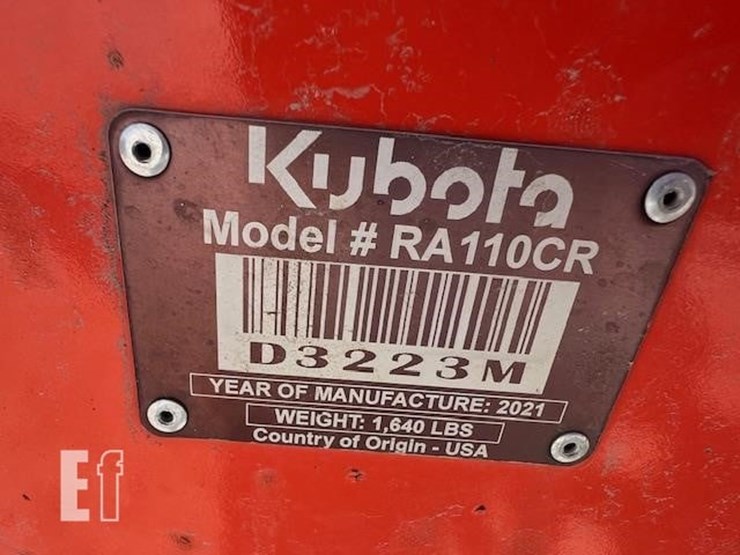 Kubota
Model # RA110CR
D3223M
YEAR OF MANUFACTURE: 2021
WEIGHT: 1,640 LBS
Country of Origin - USA
Ef